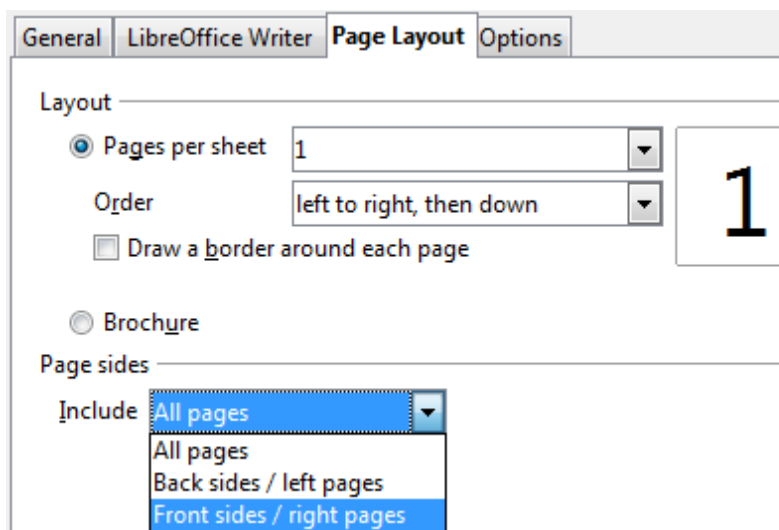 General LibreOffice Writer Page Layout Options
Layout
Pages per sheet 1
1
Order left to right, then down
Draw a border around each page
Brochure
Page sides
Include All pages
All pages
Back sides / left pages
Front sides / right pages